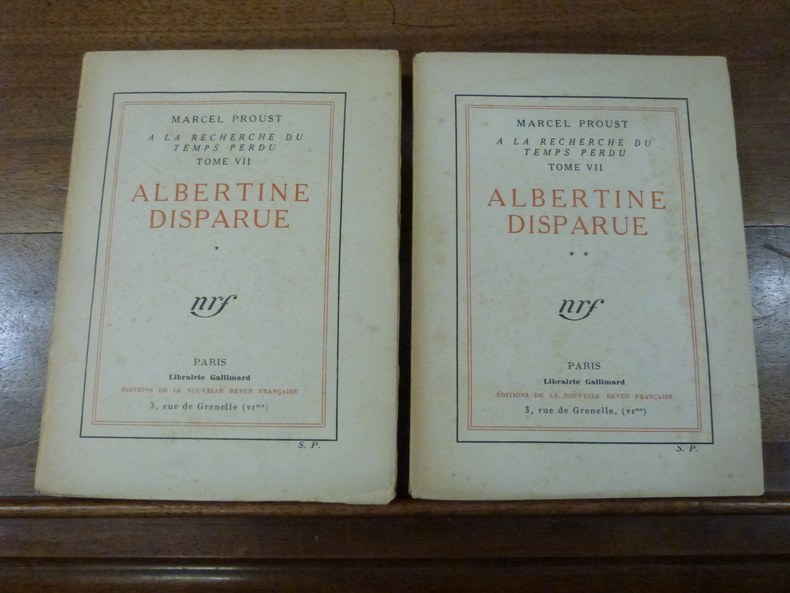 MARCEL PROUST
A LA RECHERCHE DU
TEMPS PERDU
TOME VII
ALBERTINE
DISPARUE
*
nrf
PARIS
Librairie Gallimard
ÉDITIONS DE LA NOUVELLE REVUE FRANÇAISE
3, rue de Grenelle (VIme)
S. P.
MARCEL PROUST
A LA RECHERCHE DU
TEMPS PERDU
TOME VII
ALBERTINE
DISPARUE
* *
nrf
PARIS
Librairie Gallimard
ÉDITIONS DE LA NOUVELLE REVUE FRANÇAISE
3, rue de Grenelle, (VIme)
S. P.